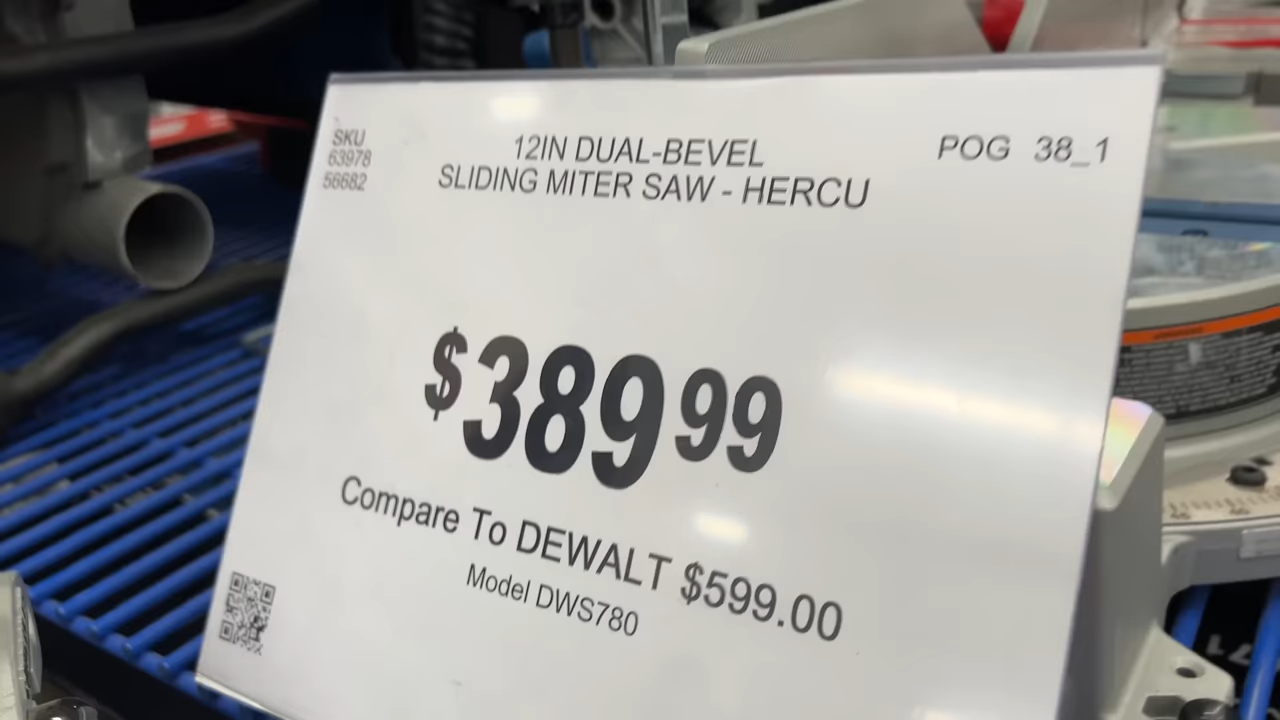 SKU
63978
56682
12IN DUAL-BEVEL
SLIDING MITER SAW - HERCU
POG 38_1
$389 99
Compare To DEWALT $599.00
Model DWS780